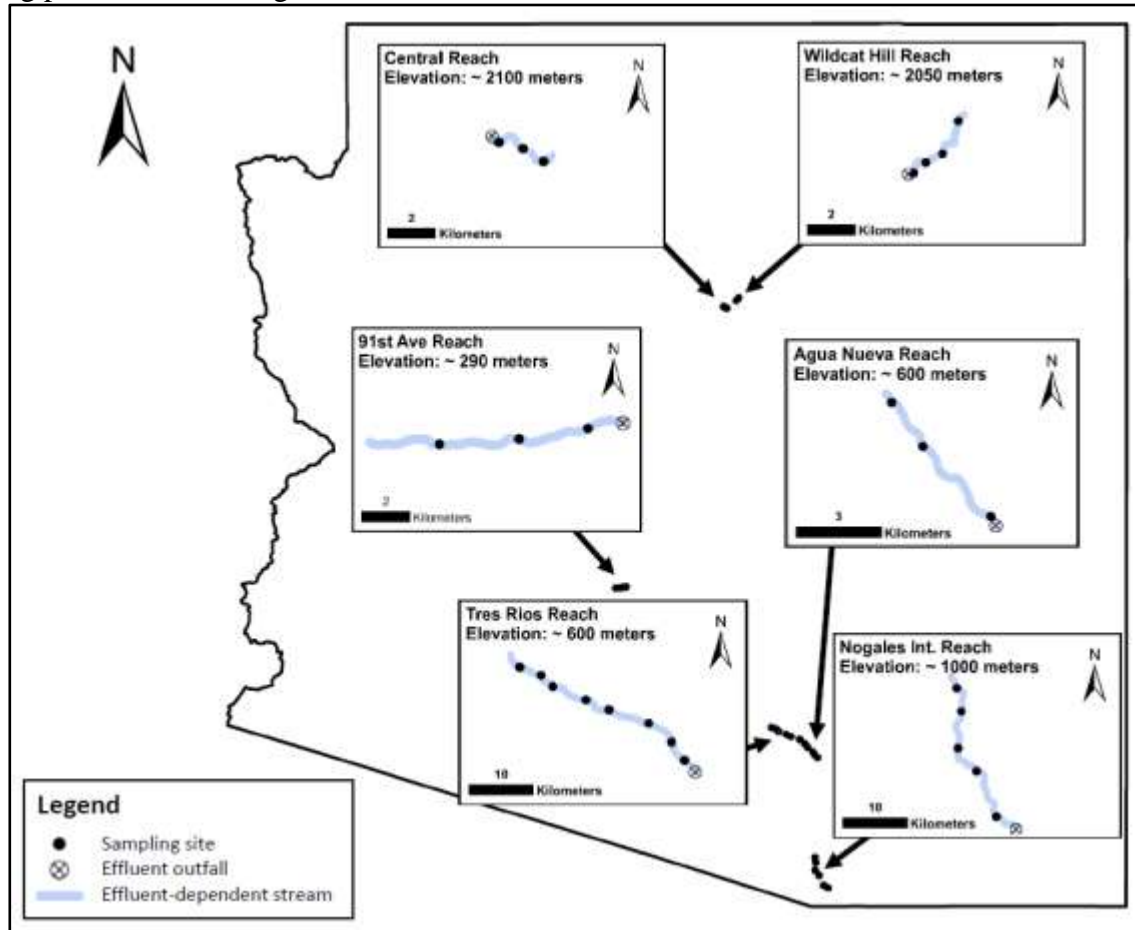 N
Central Reach
Elevation: ~ 2100 meters
N
2
Kilometers
Wildcat Hill Reach
Elevation: ~ 2050 meters
N
2
Kilometers
91st Ave Reach
Elevation: ~ 290 meters
N
2
Kilometers
Agua Nueva Reach
Elevation: ~ 600 meters
N
3
Kilometers
Tres Rios Reach
Elevation: ~ 600 meters
N
10
Kilometers
Nogales Int. Reach
Elevation: ~ 1000 meters
N
10
Kilometers
Legend
Sampling site
Effluent outfall
Effluent-dependent stream